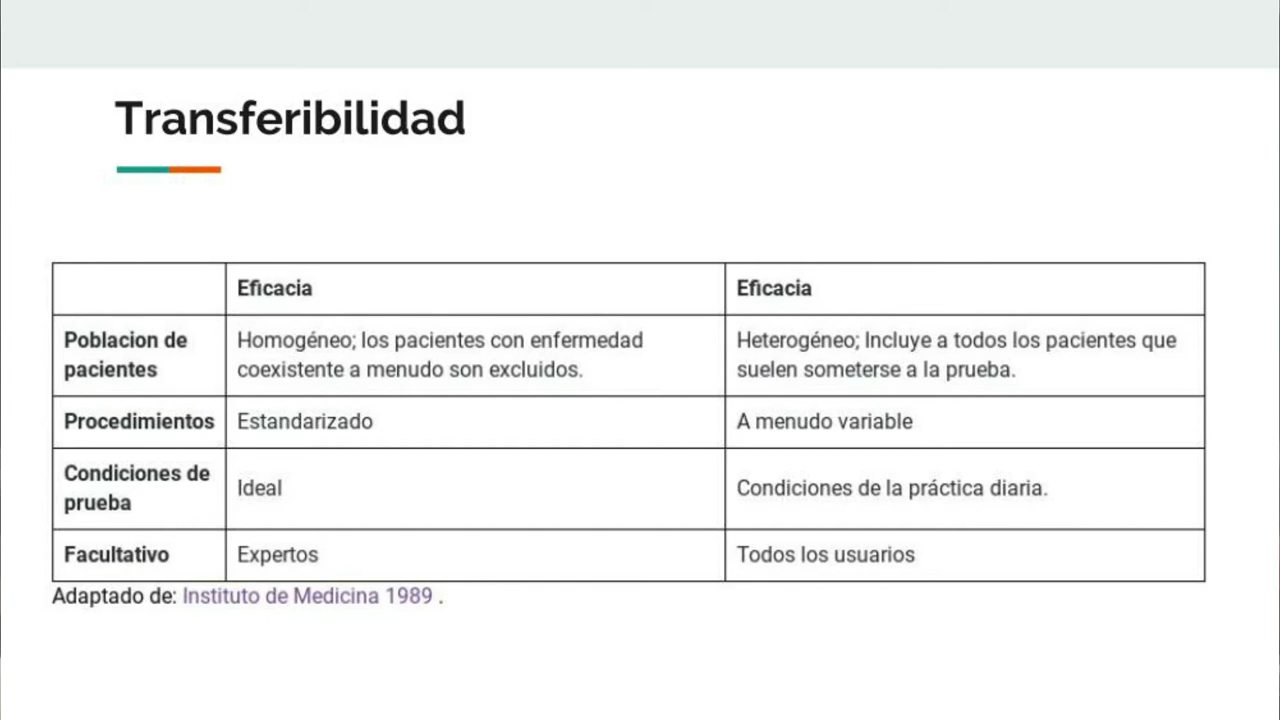 Transferibilidad
Eficacia
Eficacia
Poblacion de
pacientes
Homogéneo; los pacientes con enfermedad
coexistente a menudo son excluidos.
Heterogéneo; Incluye a todos los pacientes que
suelen someterse a la prueba.
Procedimientos
Estandarizado
A menudo variable
Condiciones de
prueba
Ideal
Condiciones de la práctica diaria.
Facultativo
Expertos
Todos los usuarios
Adaptado de: Instituto de Medicina 1989 .